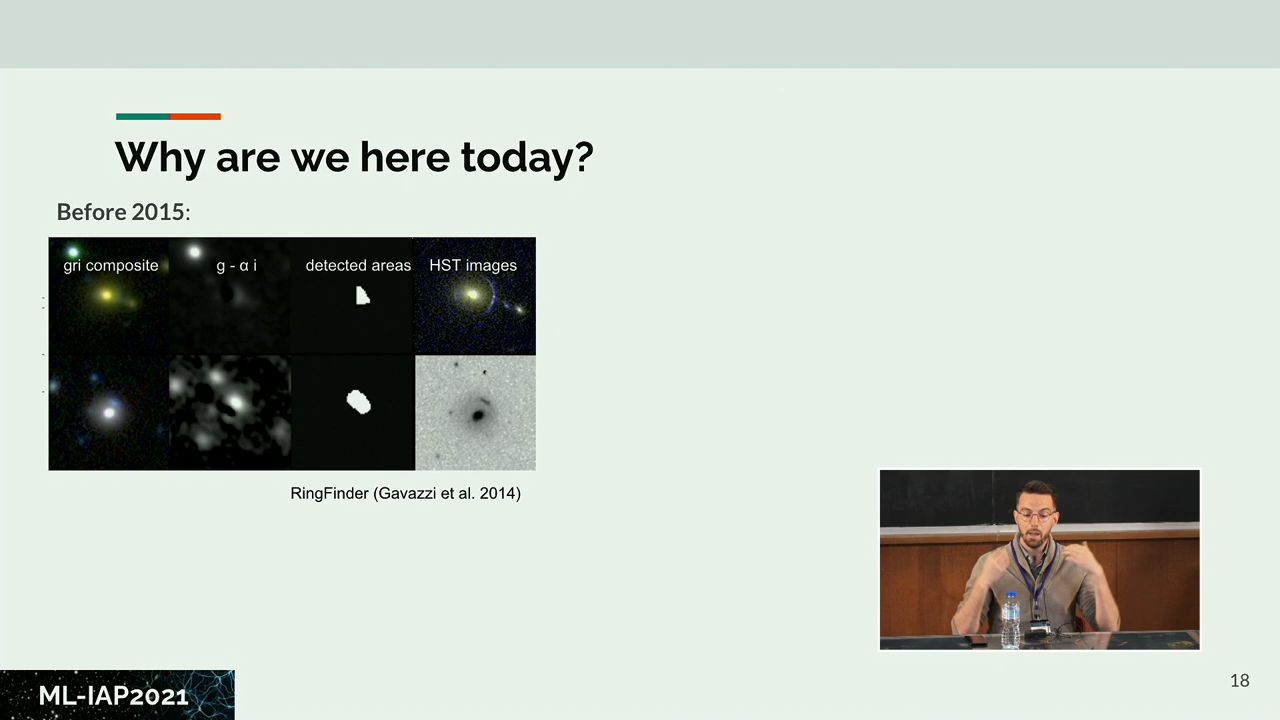 Why are we here today?
Before 2015:
gri composite g - α i detected areas HST images
RingFinder (Gavazzi et al. 2014)
ML-IAP2021
18